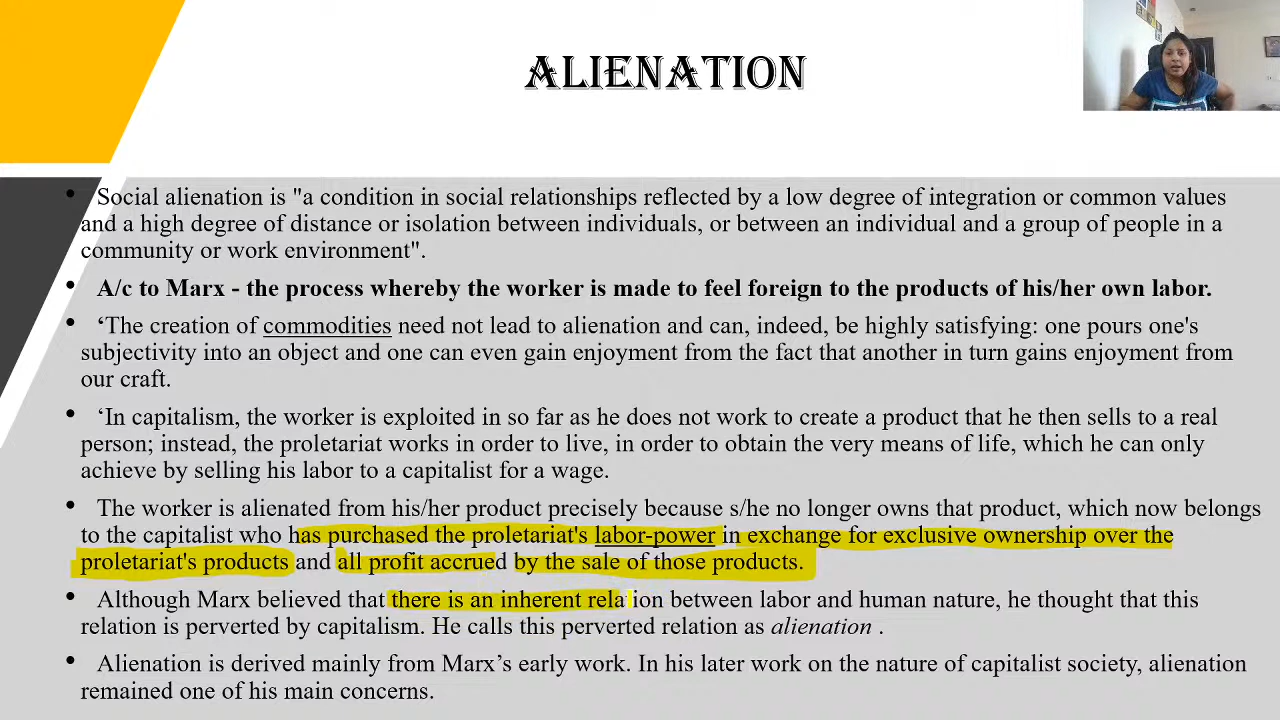 ALIENATION
• Social alienation is "a condition in social relationships reflected by a low degree of integration or common values
and a high degree of distance or isolation between individuals, or between an individual and a group of people in a
community or work environment".
• A/c to Marx - the process whereby the worker is made to feel foreign to the products of his/her own labor.
• ‘The creation of commodities need not lead to alienation and can, indeed, be highly satisfying: one pours one's
subjectivity into an object and one can even gain enjoyment from the fact that another in turn gains enjoyment from
our craft.
• ‘In capitalism, the worker is exploited in so far as he does not work to create a product that he then sells to a real
person; instead, the proletariat works in order to live, in order to obtain the very means of life, which he can only
achieve by selling his labor to a capitalist for a wage.
• The worker is alienated from his/her product precisely because s/he no longer owns that product, which now belongs
to the capitalist who has purchased the proletariat's labor-power in exchange for exclusive ownership over the
proletariat's products and all profit accrued by the sale of those products.
• Although Marx believed that there is an inherent relation between labor and human nature, he thought that this
relation is perverted by capitalism. He calls this perverted relation as alienation .
• Alienation is derived mainly from Marx’s early work. In his later work on the nature of capitalist society, alienation
remained one of his main concerns.